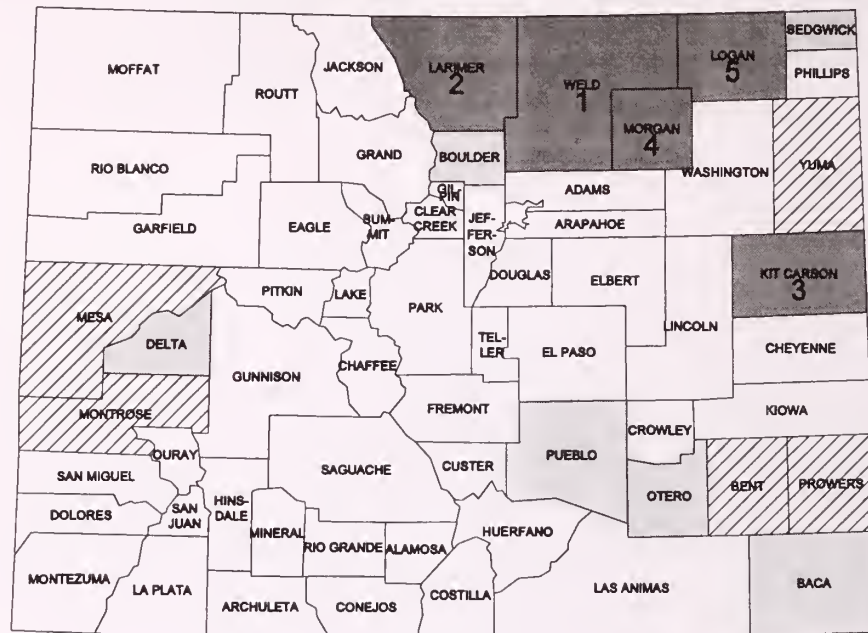 MOFFAT
JACKSON
ROUTT
LARIMER
2
WELD
1
LOGAN
5
SEDGWICK
PHILLIPS
MORGAN
4
RIO BLANCO
GRAND
BOULDER
WASHINGTON
YUMA
GIL-
PIN
CLEAR
CREEK
ADAMS
GARFIELD
EAGLE
SUM-
MIT
JEF-
FER-
SON
ARAPAHOE
DOUGLAS
ELBERT
KIT CARSON
3
MESA
PITKIN
LAKE
PARK
LINCOLN
DELTA
TEL-
LER
EL PASO
CHEYENNE
GUNNISON
CHAFFEE
MONTROSE
FREMONT
KIOWA
OURAY
CROWLEY
SAGUACHE
CUSTER
PUEBLO
SAN MIGUEL
OTERO
BENT
PROWERS
DOLORES
SAN
JUAN
HINS-
DALE
MINERAL
RIO GRANDE
ALAMOSA
HUERFANO
MONTEZUMA
LA PLATA
ARCHULETA
CONEJOS
COSTILLA
LAS ANIMAS
BACA